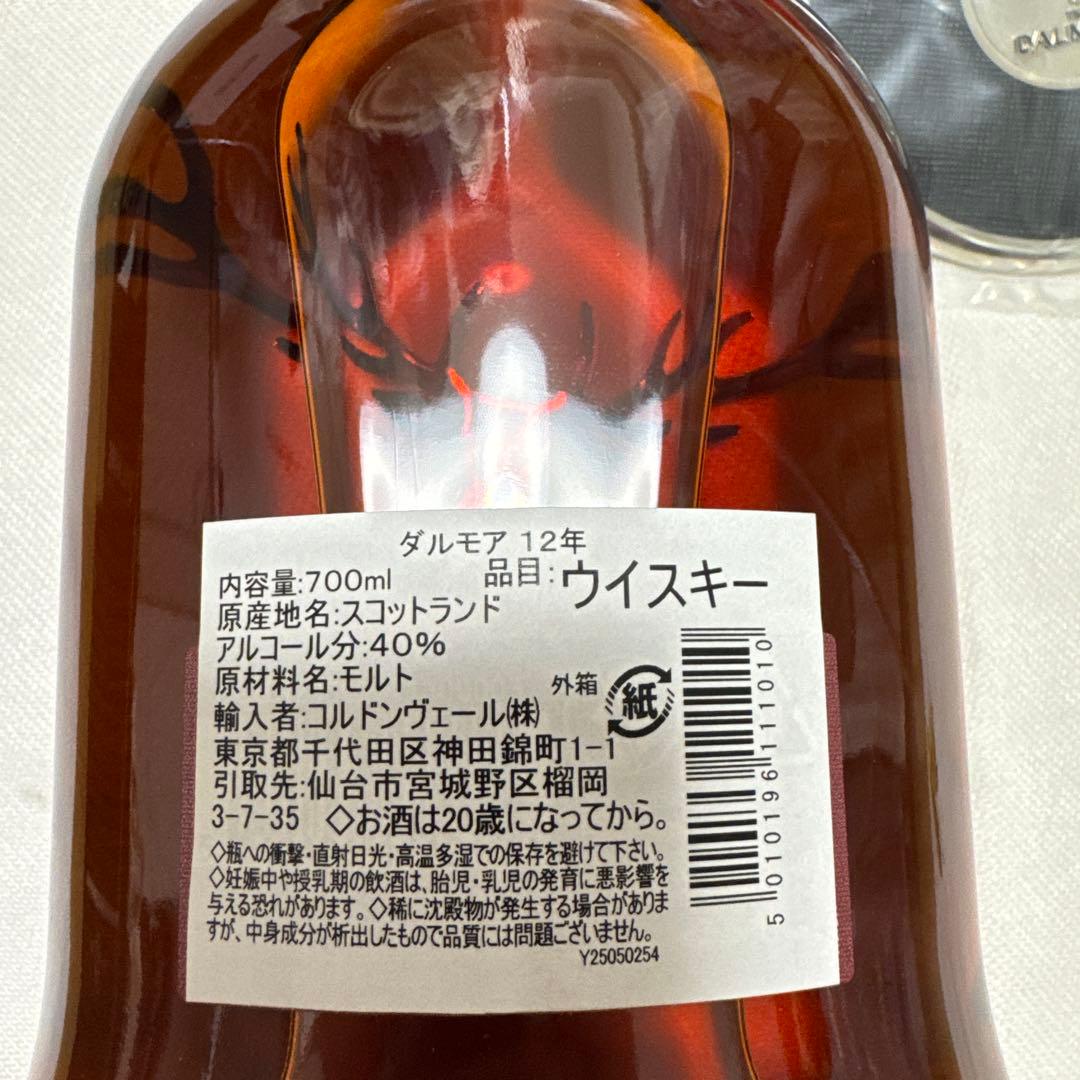 ダルモア 12年
内容量:700ml 品目:ウイスキー
原産地名:スコットランド
アルコール分:40%
原材料名:モルト
外箱 紙
輸入者:コルドンヴェール㈱
東京都千代田区神田錦町1-1
引取先:仙台市宮城野区榴岡
3-7-35 ◇お酒は20歳になってから。
◇瓶への衝撃・直射日光・高温多湿での保存を避けて下さい。
◇妊娠中や授乳期の飲酒は、胎児・乳児の発育に悪影響を
与える恐れがあります。◇稀に沈殿物が発生する場合がありま
すが、中身成分が析出したもので品質には問題ございません。
Y25050254
5 010196 111010